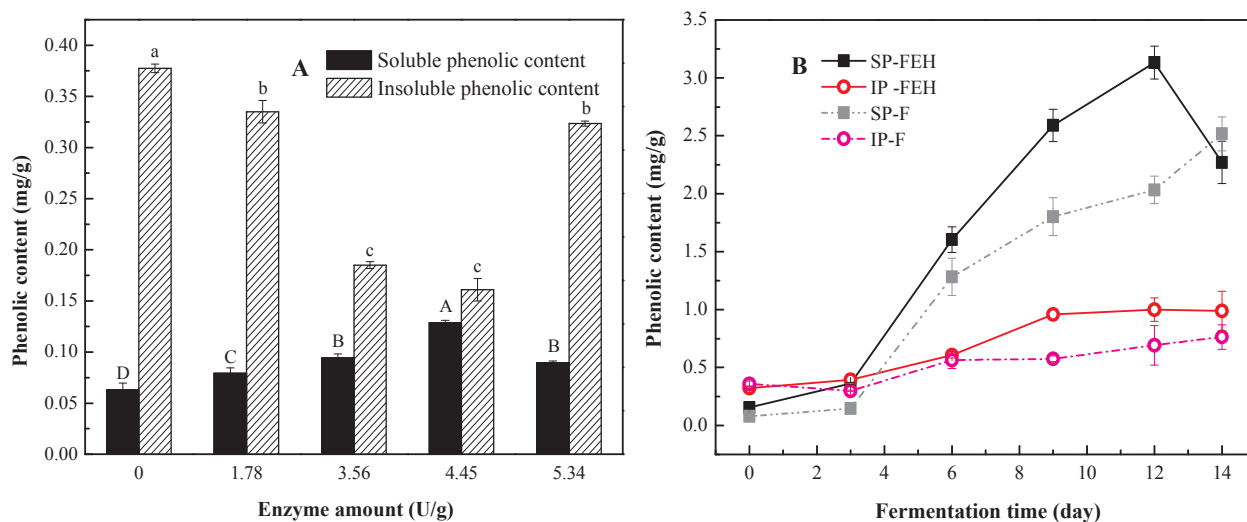 A
Soluble phenolic content
Insoluble phenolic content
Phenolic content (mg/g)
0.40
0.35
0.30
0.25
0.20
0.15
0.10
0.05
0.00
a
b
c
c
b
D
C
B
A
B
0 1.78 3.56 4.45 5.34
Enzyme amount (U/g)
B
SP-FEH
IP -FEH
SP-F
IP-F
Phenolic content (mg/g)
3.5
3.0
2.5
2.0
1.5
1.0
0.5
0.0
0 2 4 6 8 10 12 14
Fermentation time (day)